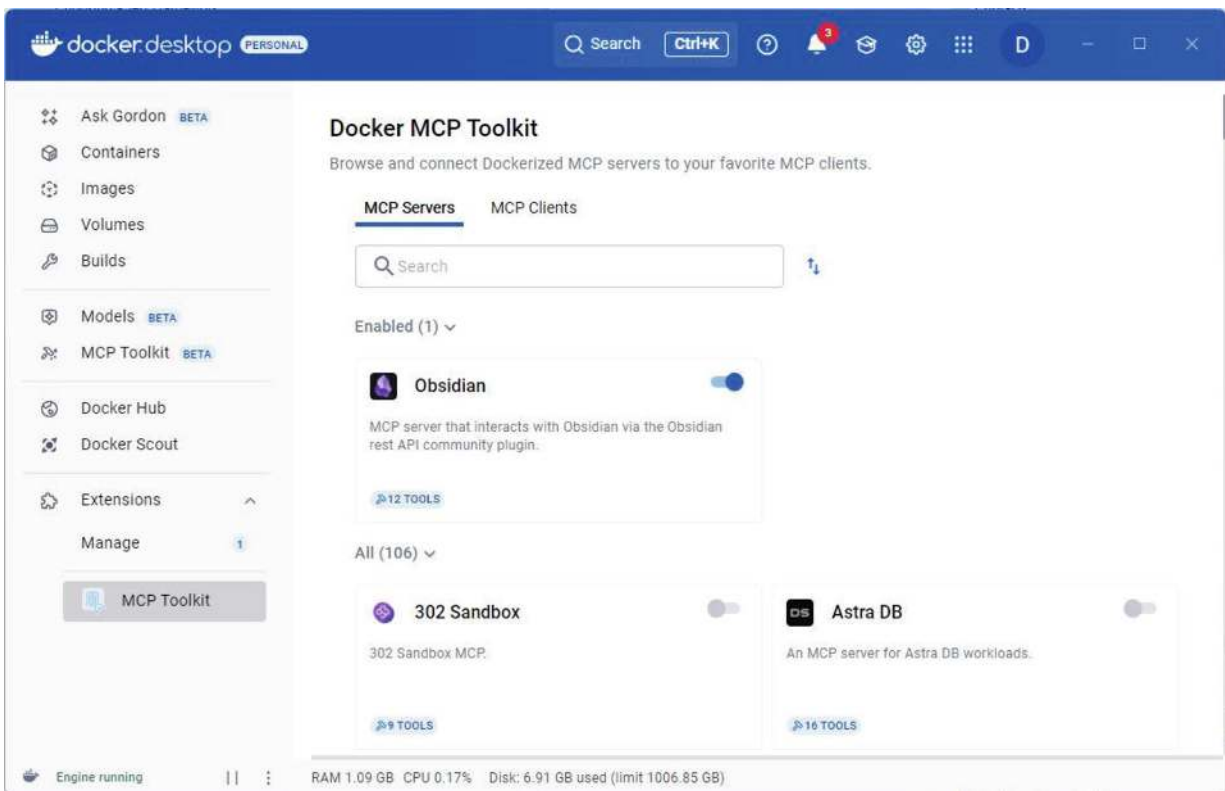 docker.desktop PERSONAL Search Ctrl+K 3 D
Ask Gordon BETA
Containers
Images
Volumes
Builds
Models BETA
MCP Toolkit BETA
Docker Hub
Docker Scout
Extensions
Manage 1
MCP Toolkit
Docker MCP Toolkit
Browse and connect Dockerized MCP servers to your favorite MCP clients.
MCP Servers MCP Clients
Search
Enabled (1)
Obsidian
MCP server that interacts with Obsidian via the Obsidian
rest API community plugin.
12 TOOLS
All (106)
302 Sandbox
302 Sandbox MCP.
9 TOOLS
DS Astra DB
An MCP server for Astra DB workloads.
16 TOOLS
Engine running RAM 1.09 GB CPU 0.17% Disk: 6.91 GB used (limit 1006.85 GB)